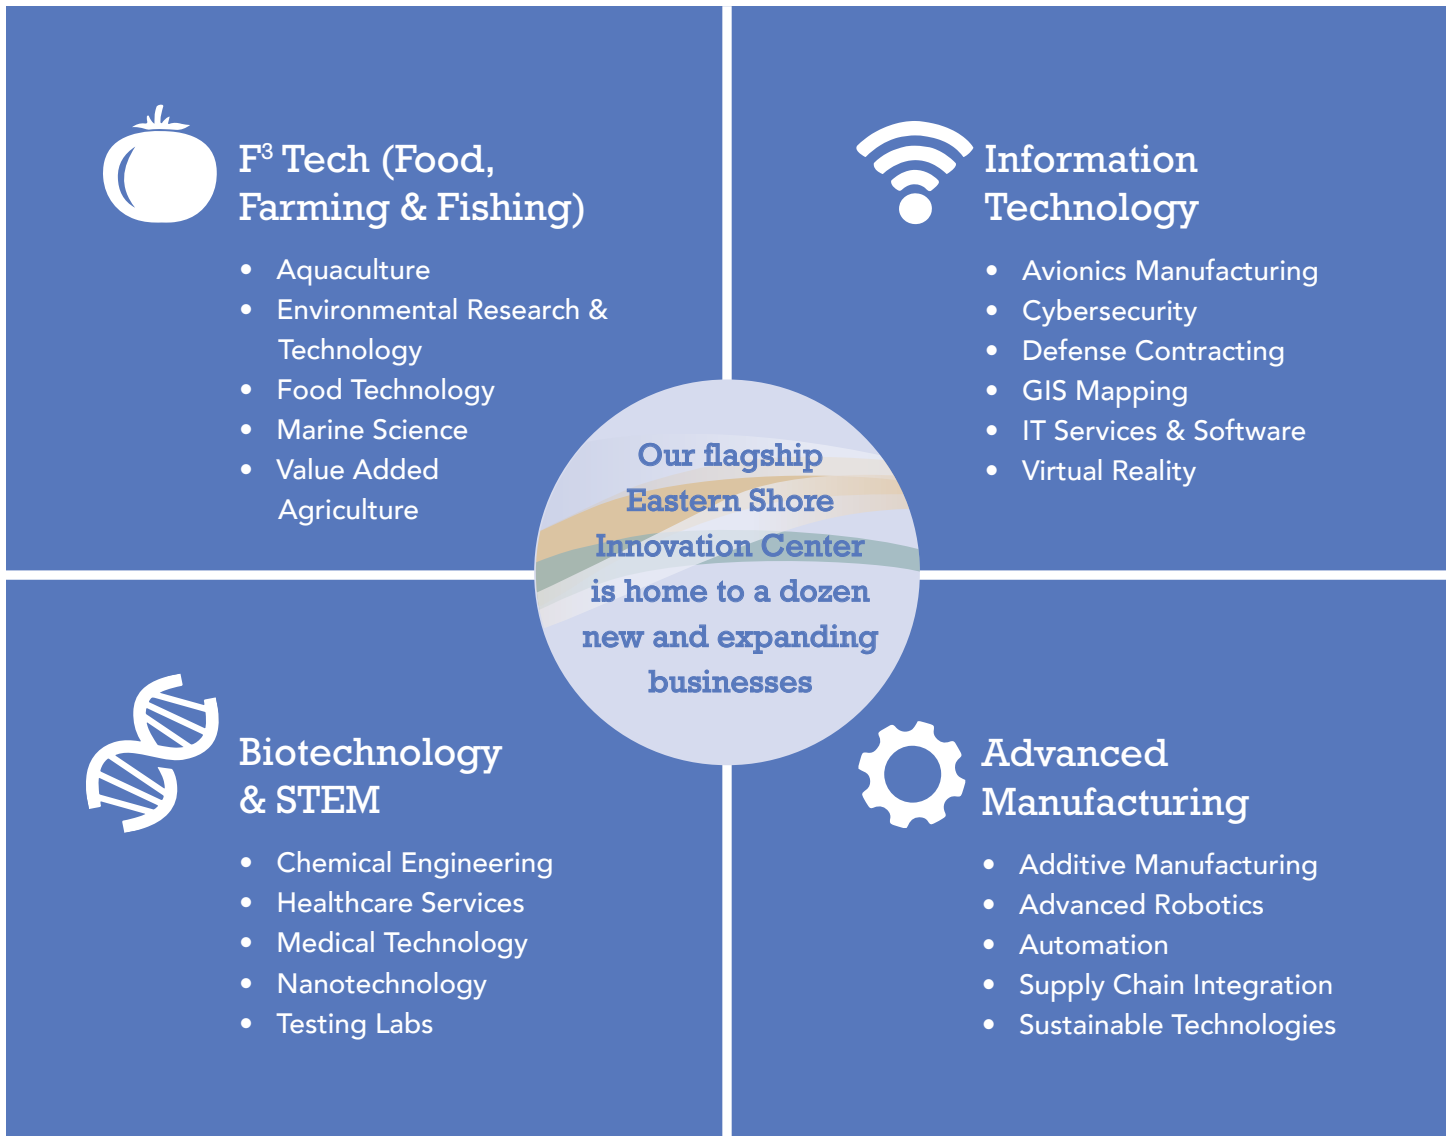 F³ Tech (Food,
Farming & Fishing)
• Aquaculture
• Environmental Research &
Technology
• Food Technology
• Marine Science
• Value Added
Agriculture
Information
Technology
• Avionics Manufacturing
• Cybersecurity
• Defense Contracting
• GIS Mapping
• IT Services & Software
• Virtual Reality
Our flagship
Eastern Shore
Innovation Center
is home to a dozen
new and expanding
businesses
Biotechnology
& STEM
• Chemical Engineering
• Healthcare Services
• Medical Technology
• Nanotechnology
• Testing Labs
Advanced
Manufacturing
• Additive Manufacturing
• Advanced Robotics
• Automation
• Supply Chain Integration
• Sustainable Technologies